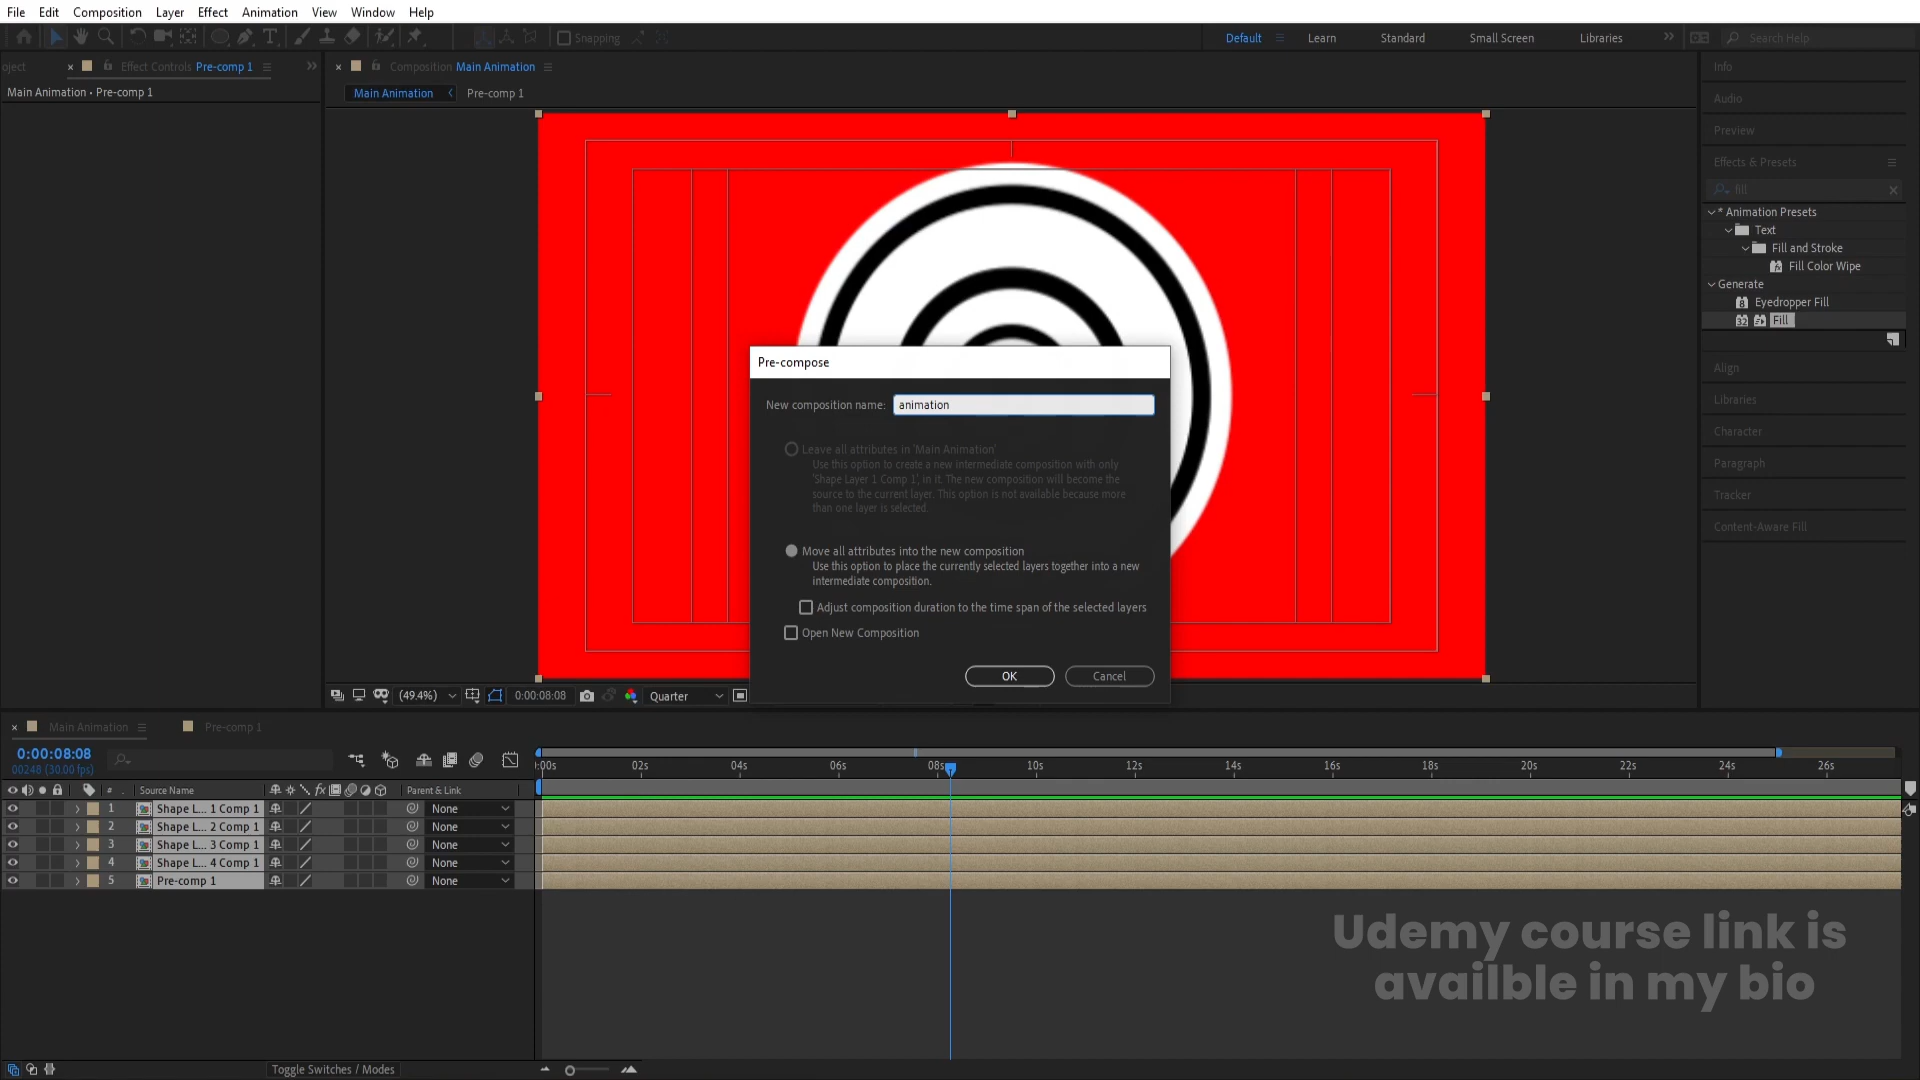 File Edit Composition Layer Effect Animation View Window Help
Snapping
Default Learn Standard Small Screen Libraries Search Help
oject Effect Controls Pre-comp 1
Main Animation • Pre-comp 1
Composition Main Animation
Main Animation Pre-comp 1
Info
Audio
Preview
Effects & Presets
fill
* Animation Presets
Text
Fill and Stroke
Fill Color Wipe
Generate
Eyedropper Fill
Fill
Align
Libraries
Character
Paragraph
Tracker
Content-Aware Fill
Pre-compose
New composition name: animation
Leave all attributes in 'Main Animation'
Use this option to create a new intermediate composition with only
'Shape Layer 1 Comp 1', in it. The new composition will become the
source to the current layer. This option is not available because more
than one layer is selected.
Move all attributes into the new composition
Use this option to place the currently selected layers together into a new
intermediate composition.
Adjust composition duration to the time span of the selected layers
Open New Composition
OK Cancel
(49.4%) 0:00:08:08 Quarter
Main Animation Pre-comp 1
0:00:08:08
00248 (30.00 fps)
:00s 02s 04s 06s 08s 10s 12s 14s 16s 18s 20s 22s 24s 26s
# . Source Name fx Parent & Link
1 Shape L... 1 Comp 1 None
2 Shape L... 2 Comp 1 None
3 Shape L... 3 Comp 1 None
4 Shape L... 4 Comp 1 None
5 Pre-comp 1 None
Udemy course link is
availble in my bio
Toggle Switches / Modes